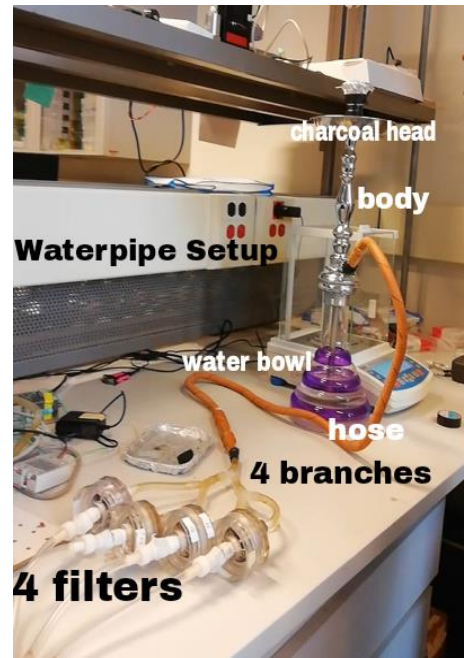 charcoal head
body
Waterpipe Setup
water bowl
hose
4 branches
4 filters